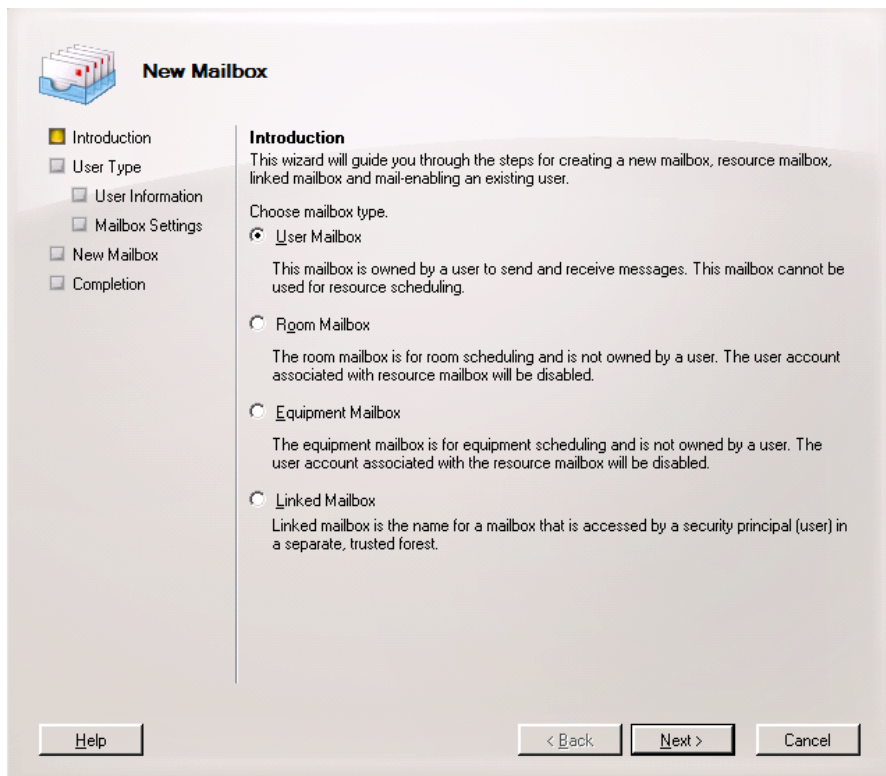 New Mailbox
Introduction
User Type
User Information
Mailbox Settings
New Mailbox
Completion
Introduction
This wizard will guide you through the steps for creating a new mailbox, resource mailbox,
linked mailbox and mail-enabling an existing user.
Choose mailbox type.
User Mailbox
This mailbox is owned by a user to send and receive messages. This mailbox cannot be
used for resource scheduling.
Room Mailbox
The room mailbox is for room scheduling and is not owned by a user. The user account
associated with resource mailbox will be disabled.
Equipment Mailbox
The equipment mailbox is for equipment scheduling and is not owned by a user. The
user account associated with the resource mailbox will be disabled.
Linked Mailbox
Linked mailbox is the name for a mailbox that is accessed by a security principal (user) in
a separate, trusted forest.
Help
< Back
Next >
Cancel